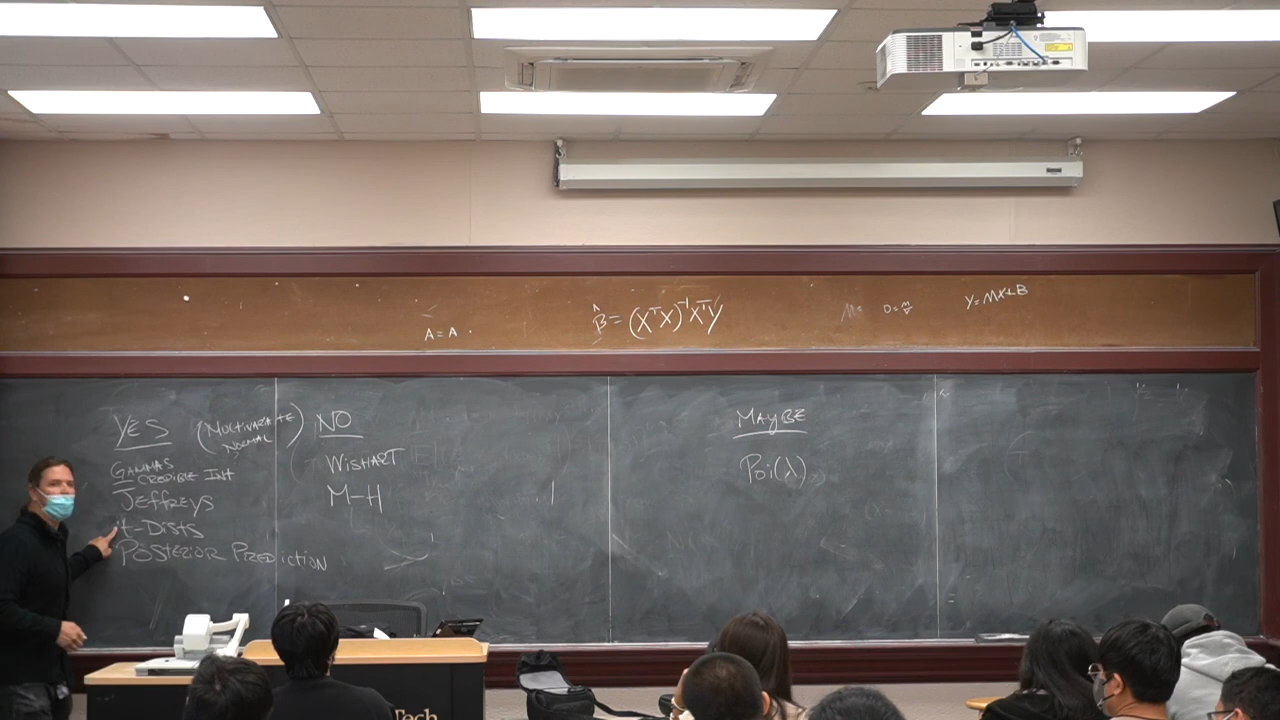 A = A
B̂ = (XᵀX)⁻¹XᵀY
Y = MX+B
YES (MULTIVARIATE NORMAL)
GAMMAS
CREDIBLE INT
Jeffreys
t-Dists
POSTERIOR PREDICTION
NO
WISHART
M-H
MAYBE
Poi(λ)
Tech